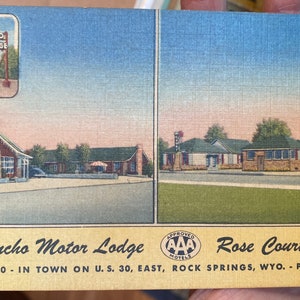 ncho Motor Lodge
APPROVED
AAA
MOTELS
Rose Cour
0 - IN TOWN ON U. S. 30, EAST, ROCK SPRINGS, WYO. - P